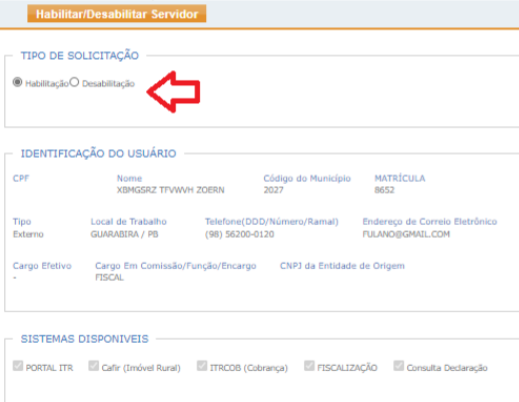 Habilitar/Desabilitar Servidor
TIPO DE SOLICITAÇÃO
Habilitação Desabilitação
IDENTIFICAÇÃO DO USUÁRIO
CPF Nome Código do Município MATRÍCULA
XBMGSRZ TFVWVH ZOERN 2027 8652
Tipo Local de Trabalho Telefone(DDD/Número/Ramal) Endereço de Correio Eletrônico
Externo GUARABIRA / PB (98) 56200-0120 FULANO@GMAIL.COM
Cargo Efetivo Cargo Em Comissão/Função/Encargo CNPJ da Entidade de Origem
- FISCAL
SISTEMAS DISPONIVEIS
PORTAL ITR Cafir (Imóvel Rural) ITRCOB (Cobrança) FISCALIZAÇÃO Consulta Declaração